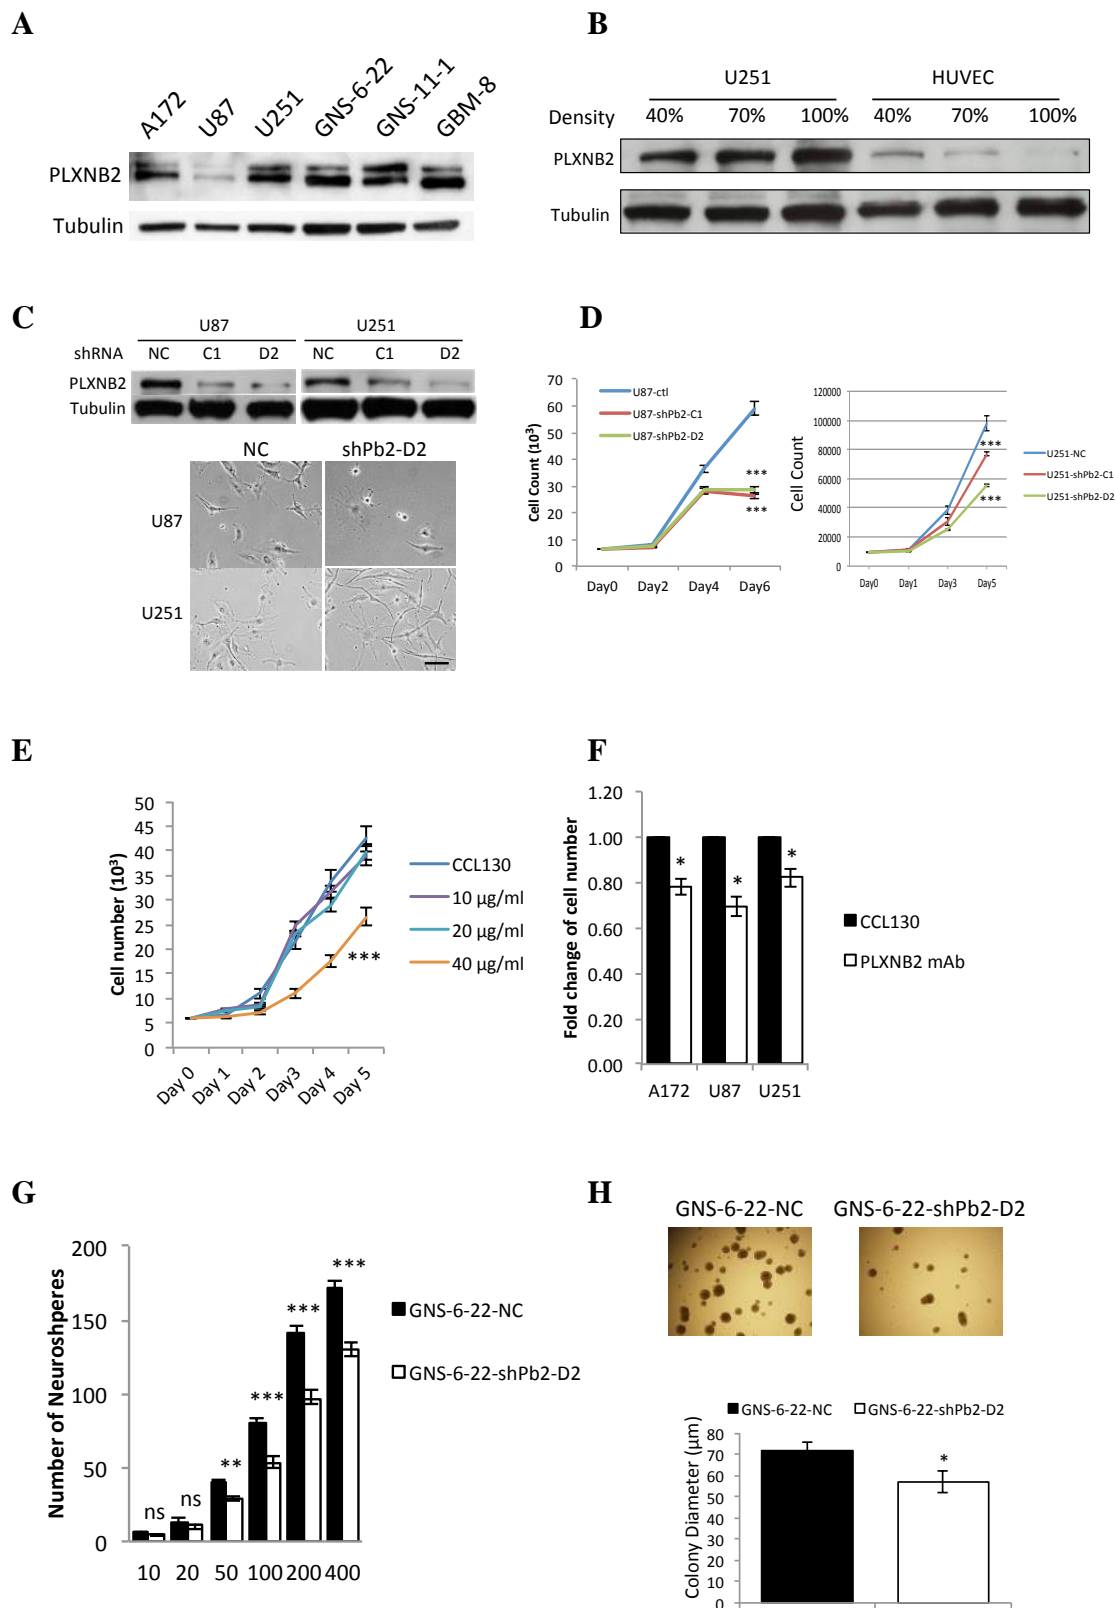 A
A172 U87 U251 GNS-6-22 GNS-11-1 GBM-8
PLXNB2
Tubulin
B
U251 HUVEC
Density 40% 70% 100% 40% 70% 100%
PLXNB2
Tubulin
C
U87 U251
shRNA NC C1 D2 NC C1 D2
PLXNB2
Tubulin
NC shPb2-D2
U87
U251
D
Cell Count (10³)
70
60
50
40
30
20
10
0
Day0 Day2 Day4 Day6
U87-ctl
U87-shPb2-C1
U87-shPb2-D2
***
***
Cell Count
120000
100000
80000
60000
40000
20000
0
Day0 Day1 Day3 Day5
***
***
U251-NC
U251-shPb2-C1
U251-shPb2-D2
E
Cell number (10³)
50
45
40
35
30
25
20
15
10
5
0
Day 0 Day 1 Day 2 Day3 Day 4 Day 5
***
CCL130
10 µg/ml
20 µg/ml
40 µg/ml
F
Fold change of cell number
1.20
1.00
0.80
0.60
0.40
0.20
0.00
* * *
A172 U87 U251
CCL130
PLXNB2 mAb
G
Number of Neuroshperes
200
150
100
50
0
ns ns ** *** *** ***
10 20 50 100 200 400
GNS-6-22-NC
GNS-6-22-shPb2-D2
H
GNS-6-22-NC GNS-6-22-shPb2-D2
GNS-6-22-NC GNS-6-22-shPb2-D2
Colony Diameter (µm)
80
70
60
50
40
30
20
10
0
*